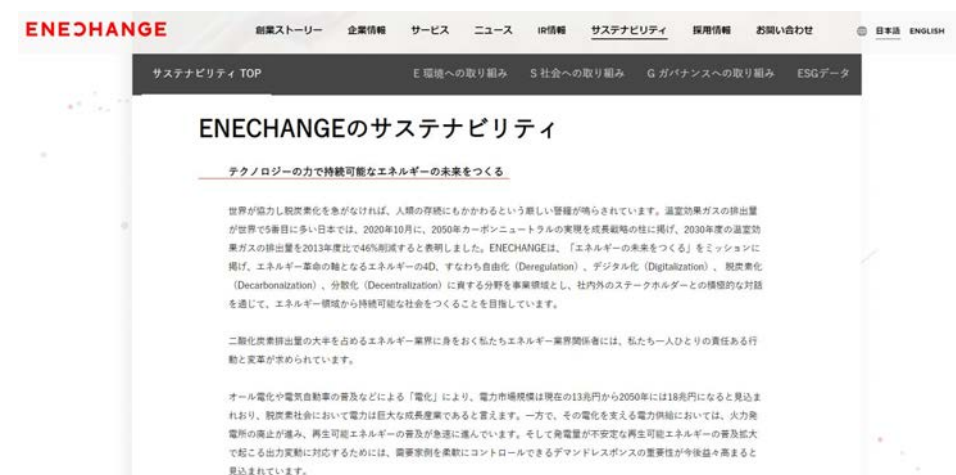 ENECHANGE
創業ストーリー 企業情報 サービス ニュース IR情報 サステナビリティ 採用情報 お問い合わせ 日本語 ENGLISH
サステナビリティ TOP E 環境への取り組み S 社会への取り組み G ガバナンスへの取り組み ESGデータ
ENECHANGEのサステナビリティ
テクノロジーの力で持続可能なエネルギーの未来をつくる
世界が協力し脱炭素化を急がなければ、人類の存続にもかかわるという厳しい警鐘が鳴らされています。温室効果ガスの排出量
が世界で5番目に多い日本では、2020年10月に、2050年カーボンニュートラルの実現を成長戦略の柱に掲げ、2030年度の温室効
果ガスの排出量を2013年度比で46%削減すると表明しました。ENECHANGEは、「エネルギーの未来をつくる」をミッションに
掲げ、エネルギー革命の軸となるエネルギーの4D、すなわち自由化（Deregulation）、デジタル化（Digitalization）、脱炭素化
（Decarbonaization）、分散化（Decentralization）に資する分野を事業領域とし、社内外のステークホルダーとの積極的な対話
を通じて、エネルギー領域から持続可能な社会をつくることを目指しています。
二酸化炭素排出量の大半を占めるエネルギー業界に身をおく私たちエネルギー業界関係者には、私たち一人ひとりの責任ある行
動と変革が求められています。
オール電化や電気自動車の普及などによる「電化」により、電力市場規模は現在の13兆円から2050年には18兆円になると見込ま
れおり、脱炭素社会において電力は巨大な成長産業であると言えます。一方で、その電化を支える電力供給においては、火力発
電所の廃止が進み、再生可能エネルギーの普及が急速に進んでいます。そして発電量が不安定な再生可能エネルギーの普及拡大
で起こる出力変動に対応するためには、需要家側を柔軟にコントロールできるデマンドレスポンスの重要性が今後益々高まると
見込まれています。